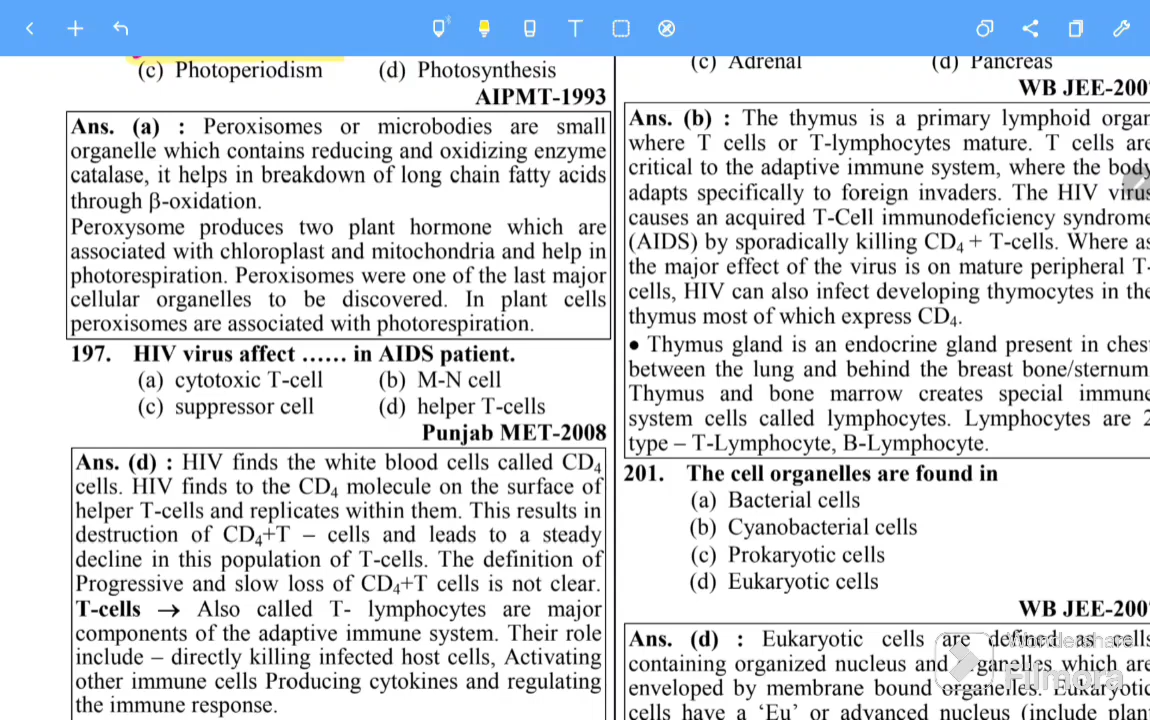 (c) Photoperiodism (d) Photosynthesis
AIPMT-1993
Ans. (a) : Peroxisomes or microbodies are small
organelle which contains reducing and oxidizing enzyme
catalase, it helps in breakdown of long chain fatty acids
through β-oxidation.
Peroxysome produces two plant hormone which are
associated with chloroplast and mitochondria and help in
photorespiration. Peroxisomes were one of the last major
cellular organelles to be discovered. In plant cells
peroxisomes are associated with photorespiration.
197. HIV virus affect …… in AIDS patient.
(a) cytotoxic T-cell (b) M-N cell
(c) suppressor cell (d) helper T-cells
Punjab MET-2008
Ans. (d) : HIV finds the white blood cells called CD₄
cells. HIV finds to the CD₄ molecule on the surface of
helper T-cells and replicates within them. This results in
destruction of CD₄+T – cells and leads to a steady
decline in this population of T-cells. The definition of
Progressive and slow loss of CD₄+T cells is not clear.
T-cells → Also called T- lymphocytes are major
components of the adaptive immune system. Their role
include – directly killing infected host cells, Activating
other immune cells Producing cytokines and regulating
the immune response.
(c) Adrenal (d) Pancreas
WB JEE-200
Ans. (b) : The thymus is a primary lymphoid organ
where T cells or T-lymphocytes mature. T cells are
critical to the adaptive immune system, where the body
adapts specifically to foreign invaders. The HIV virus
causes an acquired T-Cell immunodeficiency syndrome
(AIDS) by sporadically killing CD₄ + T-cells. Where as
the major effect of the virus is on mature peripheral T-
cells, HIV can also infect developing thymocytes in the
thymus most of which express CD₄.
• Thymus gland is an endocrine gland present in chest
between the lung and behind the breast bone/sternum
Thymus and bone marrow creates special immune
system cells called lymphocytes. Lymphocytes are 2
type – T-Lymphocyte, B-Lymphocyte.
201. The cell organelles are found in
(a) Bacterial cells
(b) Cyanobacterial cells
(c) Prokaryotic cells
(d) Eukaryotic cells
WB JEE-200
Ans. (d) : Eukaryotic cells are defined as cells
containing organized nucleus and organelles which are
enveloped by membrane bound organelles. Eukaryotic
cells have a ‘Eu’ or advanced nucleus (include plant
Wondershare
Filmora